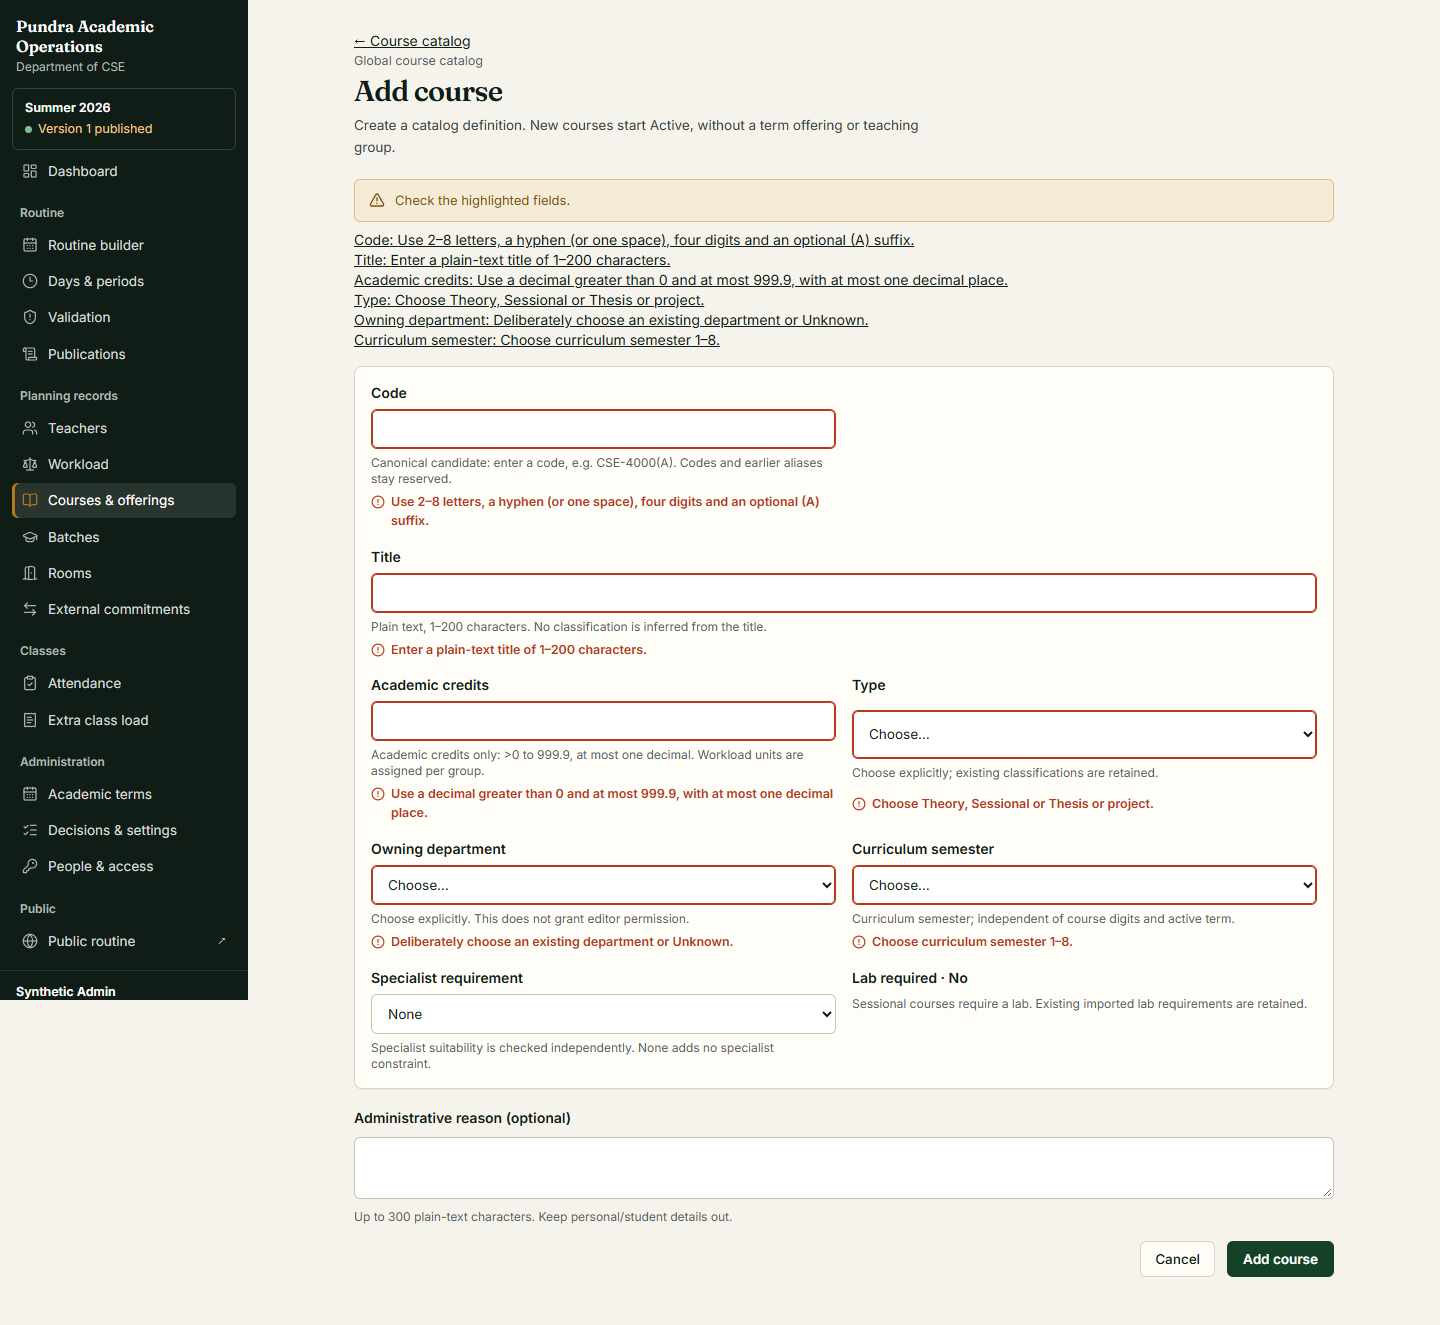 Pundra Academic
Operations
Department of CSE
Summer 2026
Version 1 published
Dashboard
Routine
Routine builder
Days & periods
Validation
Publications
Planning records
Teachers
Workload
Courses & offerings
Batches
Rooms
External commitments
Classes
Attendance
Extra class load
Administration
Academic terms
Decisions & settings
People & access
Public
Public routine ↗
Synthetic Admin
← Course catalog
Global course catalog
Add course
Create a catalog definition. New courses start Active, without a term offering or teaching
group.
Check the highlighted fields.
Code: Use 2–8 letters, a hyphen (or one space), four digits and an optional (A) suffix.
Title: Enter a plain-text title of 1–200 characters.
Academic credits: Use a decimal greater than 0 and at most 999.9, with at most one decimal place.
Type: Choose Theory, Sessional or Thesis or project.
Owning department: Deliberately choose an existing department or Unknown.
Curriculum semester: Choose curriculum semester 1–8.
Code
Canonical candidate: enter a code, e.g. CSE-4000(A). Codes and earlier aliases
stay reserved.
Use 2–8 letters, a hyphen (or one space), four digits and an optional (A)
suffix.
Title
Plain text, 1–200 characters. No classification is inferred from the title.
Enter a plain-text title of 1–200 characters.
Academic credits
Academic credits only: >0 to 999.9, at most one decimal. Workload units are
assigned per group.
Use a decimal greater than 0 and at most 999.9, with at most one decimal
place.
Type
Choose...
Choose explicitly; existing classifications are retained.
Choose Theory, Sessional or Thesis or project.
Owning department
Choose...
Choose explicitly. This does not grant editor permission.
Deliberately choose an existing department or Unknown.
Curriculum semester
Choose...
Curriculum semester; independent of course digits and active term.
Choose curriculum semester 1–8.
Specialist requirement
None
Specialist suitability is checked independently. None adds no specialist
constraint.
Lab required · No
Sessional courses require a lab. Existing imported lab requirements are retained.
Administrative reason (optional)
Up to 300 plain-text characters. Keep personal/student details out.
Cancel
Add course